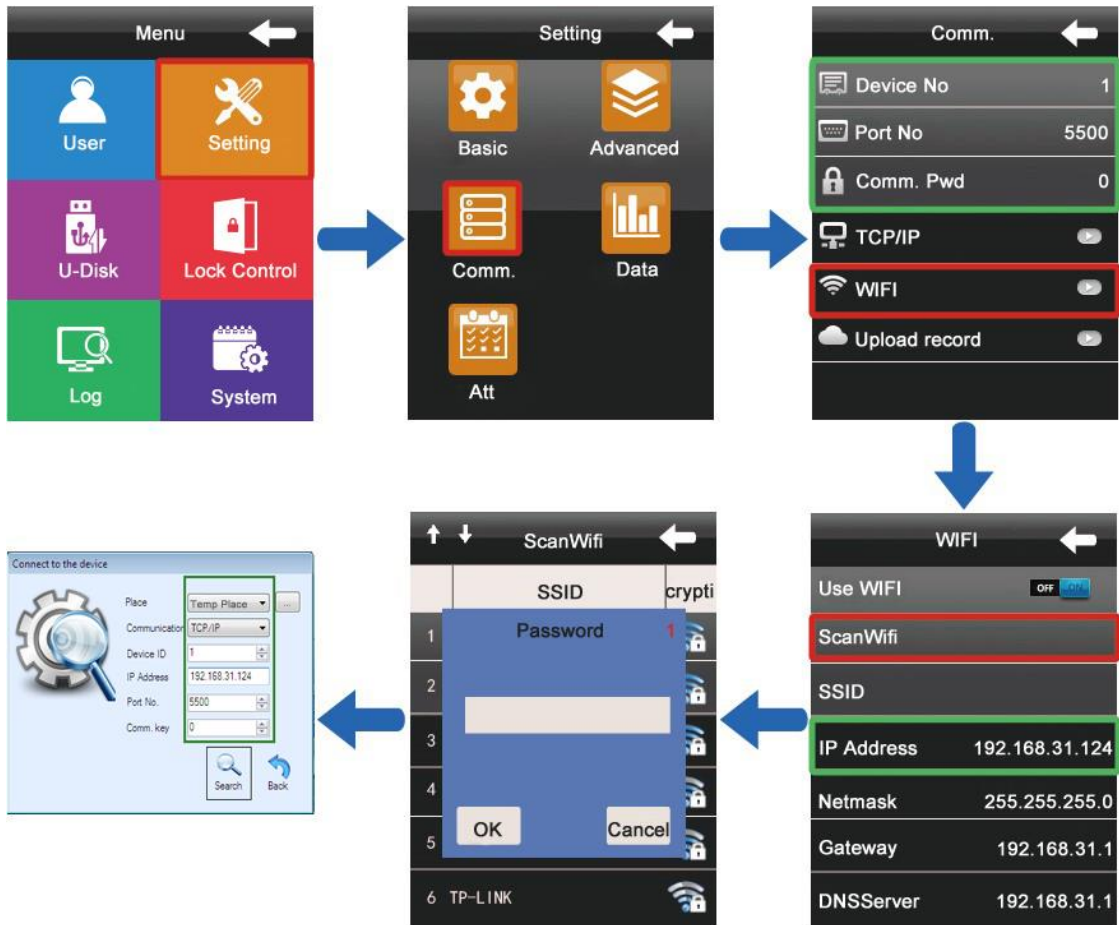 Menu
User
Setting
U-Disk
Lock Control
Log
System
Setting
Basic
Advanced
Comm.
Data
Att
Comm.
Device No 1
Port No 5500
Comm. Pwd 0
TCP/IP
WIFI
Upload record
WIFI
Use WIFI OFF ON
ScanWifi
SSID
IP Address 192.168.31.124
Netmask 255.255.255.0
Gateway 192.168.31.1
DNSServer 192.168.31.1
ScanWifi
SSID crypti
Password 1
1
2
3
4
5
OK Cancel
6 TP-LINK
Connect to the device
Place Temp Place ...
Communication TCP/IP
Device ID 1
IP Address 192.168.31.124
Port No. 5500
Comm. key 0
Search Back